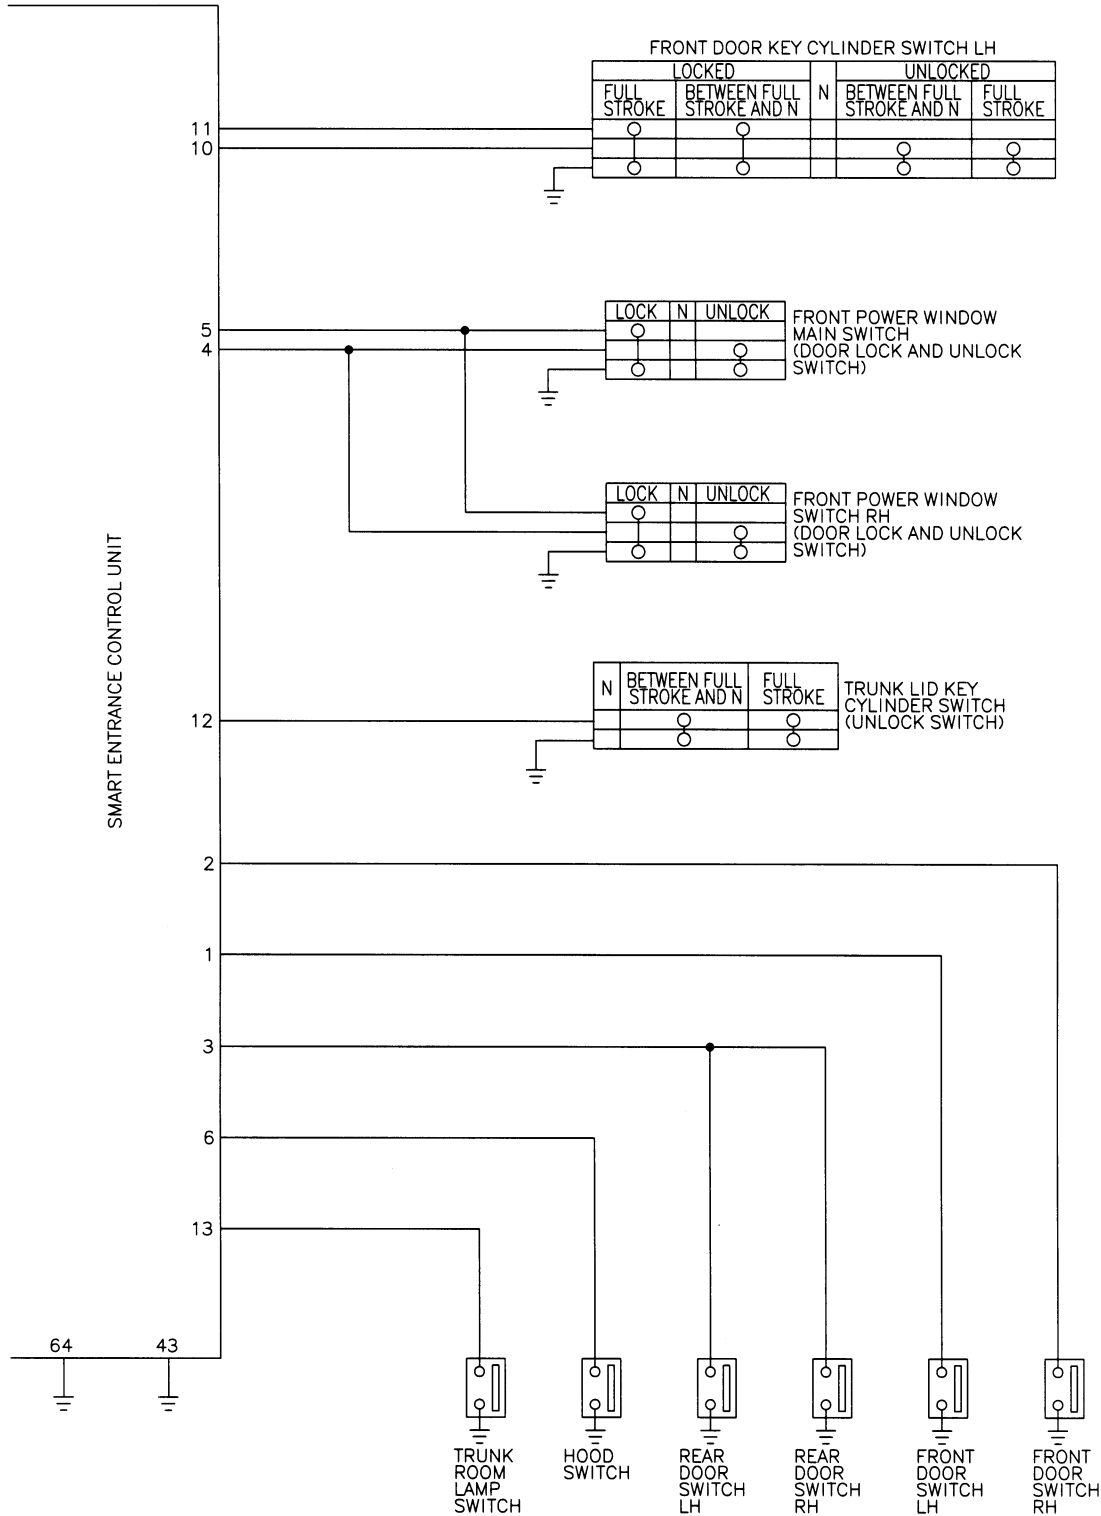 FRONT DOOR KEY CYLINDER SWITCH LH
LOCKED
N
UNLOCKED
FULL
STROKE
BETWEEN FULL
STROKE AND N
BETWEEN FULL
STROKE AND N
FULL
STROKE
11
10
5
4
LOCK N UNLOCK
FRONT POWER WINDOW
MAIN SWITCH
(DOOR LOCK AND UNLOCK
SWITCH)
LOCK N UNLOCK
FRONT POWER WINDOW
SWITCH RH
(DOOR LOCK AND UNLOCK
SWITCH)
SMART ENTRANCE CONTROL UNIT
12
N
BETWEEN FULL
STROKE AND N
FULL
STROKE
TRUNK LID KEY
CYLINDER SWITCH
(UNLOCK SWITCH)
2
1
3
6
13
64
43
TRUNK
ROOM
LAMP
SWITCH
HOOD
SWITCH
REAR
DOOR
SWITCH
LH
REAR
DOOR
SWITCH
RH
FRONT
DOOR
SWITCH
LH
FRONT
DOOR
SWITCH
RH